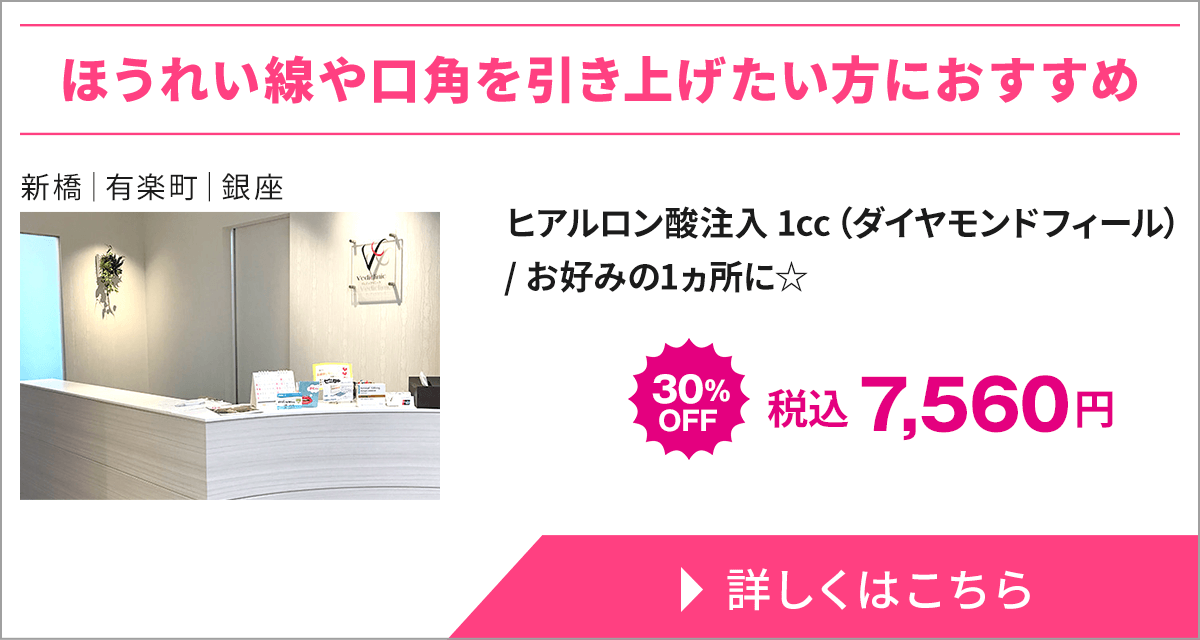 ほうれい線や口角を引き上げたい方におすすめ
新橋｜有楽町｜銀座
ヒアルロン酸注入 1cc（ダイヤモンドフィール）
/ お好みの1ヵ所に☆
30%
OFF
税込 7,560円
詳しくはこちら